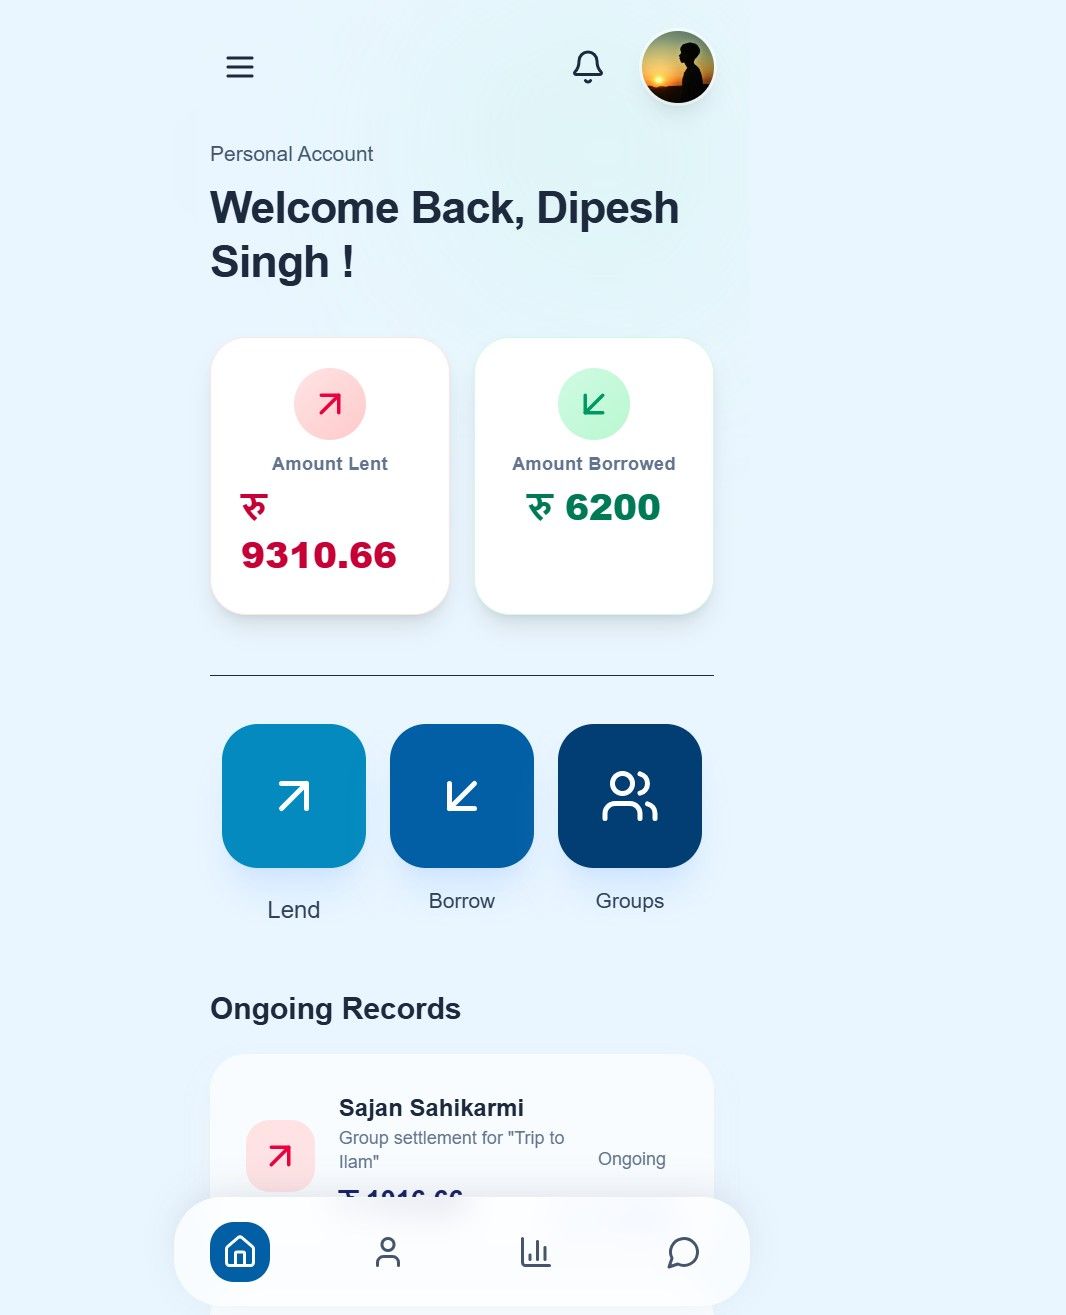 Personal Account
Welcome Back, Dipesh
Singh !
Amount Lent
रु
9310.66
Amount Borrowed
रु 6200
Lend
Borrow
Groups
Ongoing Records
Sajan Sahikarmi
Group settlement for "Trip to
Ilam"
Ongoing